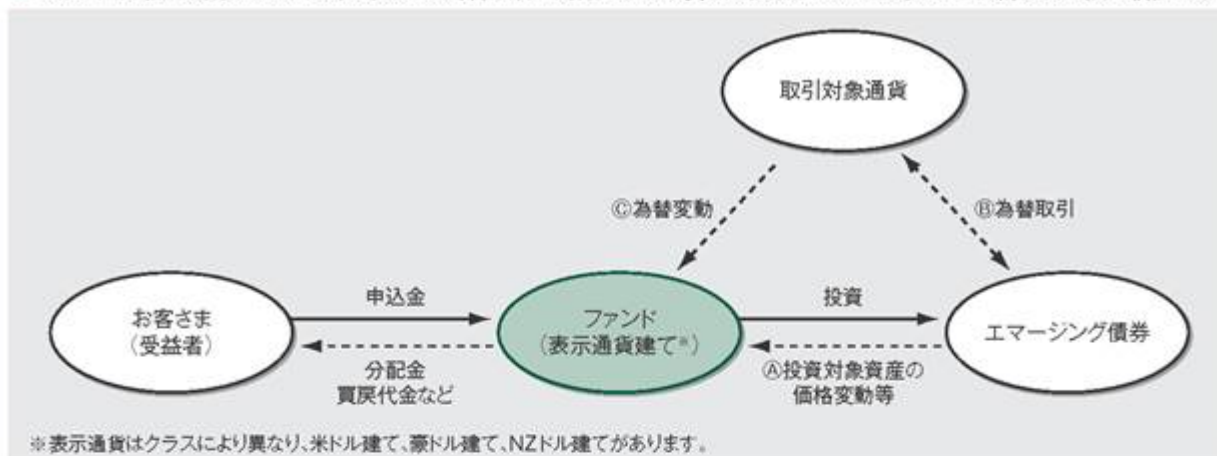 取引対象通貨
Ⓒ為替変動
Ⓑ為替取引
お客さま
（受益者）
申込金
分配金
買戻代金など
ファンド
（表示通貨建て※）
投資
Ⓐ投資対象資産の
価格変動等
エマージング債券
※表示通貨はクラスにより異なり、米ドル建て、豪ドル建て、NZドル建てがあります。